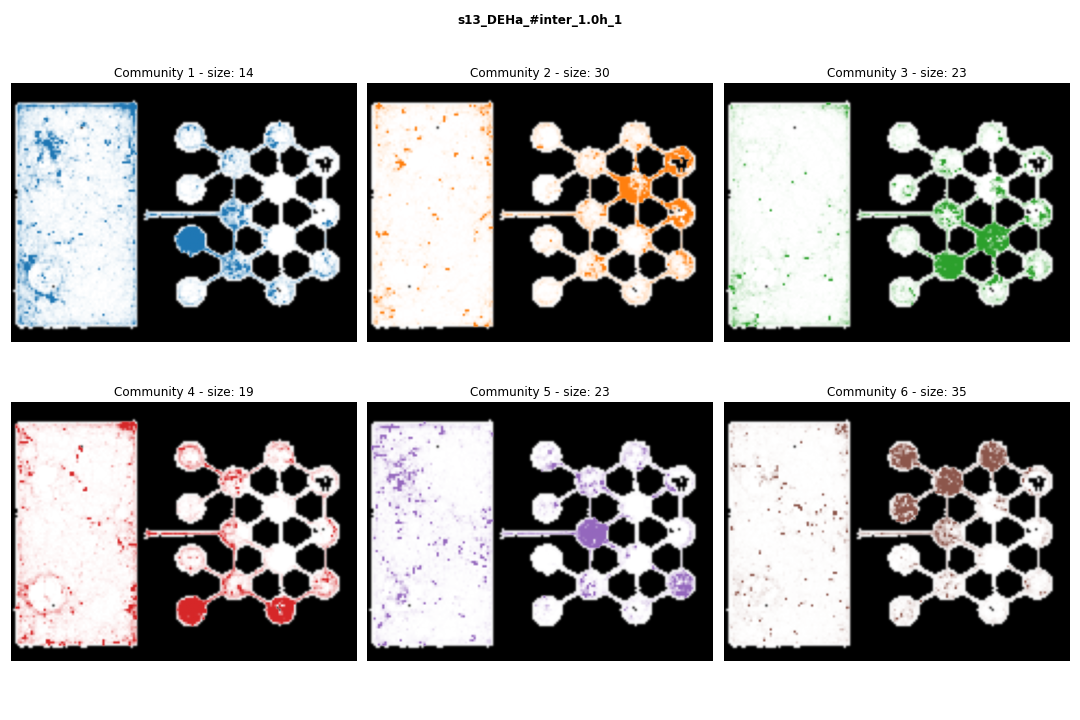 s13_DEHa_#inter_1.0h_1
Community 1 - size: 14
Community 2 - size: 30
Community 3 - size: 23
Community 4 - size: 19
Community 5 - size: 23
Community 6 - size: 35